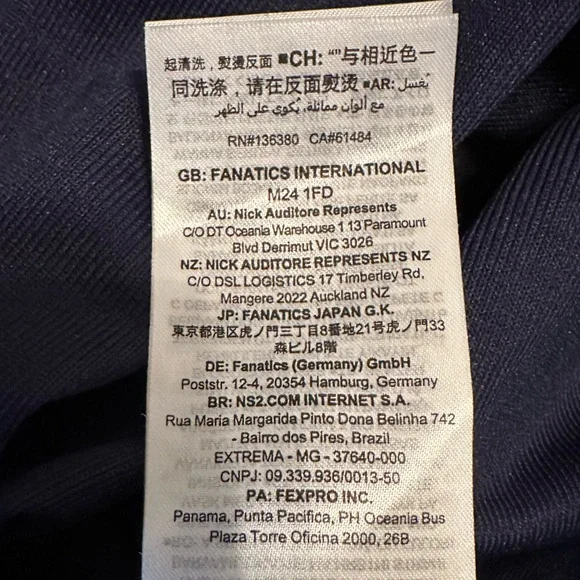 起清洗，熨烫反面 ■CH: “”与相近色一
同洗涤，请在反面熨烫 ■AR: يُغسل
مع ألوان مماثلة، يُكوى على الظهر
RN#136380 CA#61484
GB: FANATICS INTERNATIONAL
M24 1FD
AU: Nick Auditore Represents
C/O DT Oceania Warehouse 1 13 Paramount
Blvd Derrimut VIC 3026
NZ: NICK AUDITORE REPRESENTS NZ
C/O DSL LOGISTICS 17 Timberley Rd,
Mangere 2022 Auckland NZ
JP: FANATICS JAPAN G.K.
東京都港区虎ノ門三丁目8番地21号虎ノ門33
森ビル8階
DE: Fanatics (Germany) GmbH
Poststr. 12-4, 20354 Hamburg, Germany
BR: NS2.COM INTERNET S.A.
Rua Maria Margarida Pinto Dona Belinha 742
- Bairro dos Pires, Brazil
EXTREMA - MG - 37640-000
CNPJ: 09.339.936/0013-50
PA: FEXPRO INC.
Panama, Punta Pacifica, PH Oceania Bus
Plaza Torre Oficina 2000, 26B